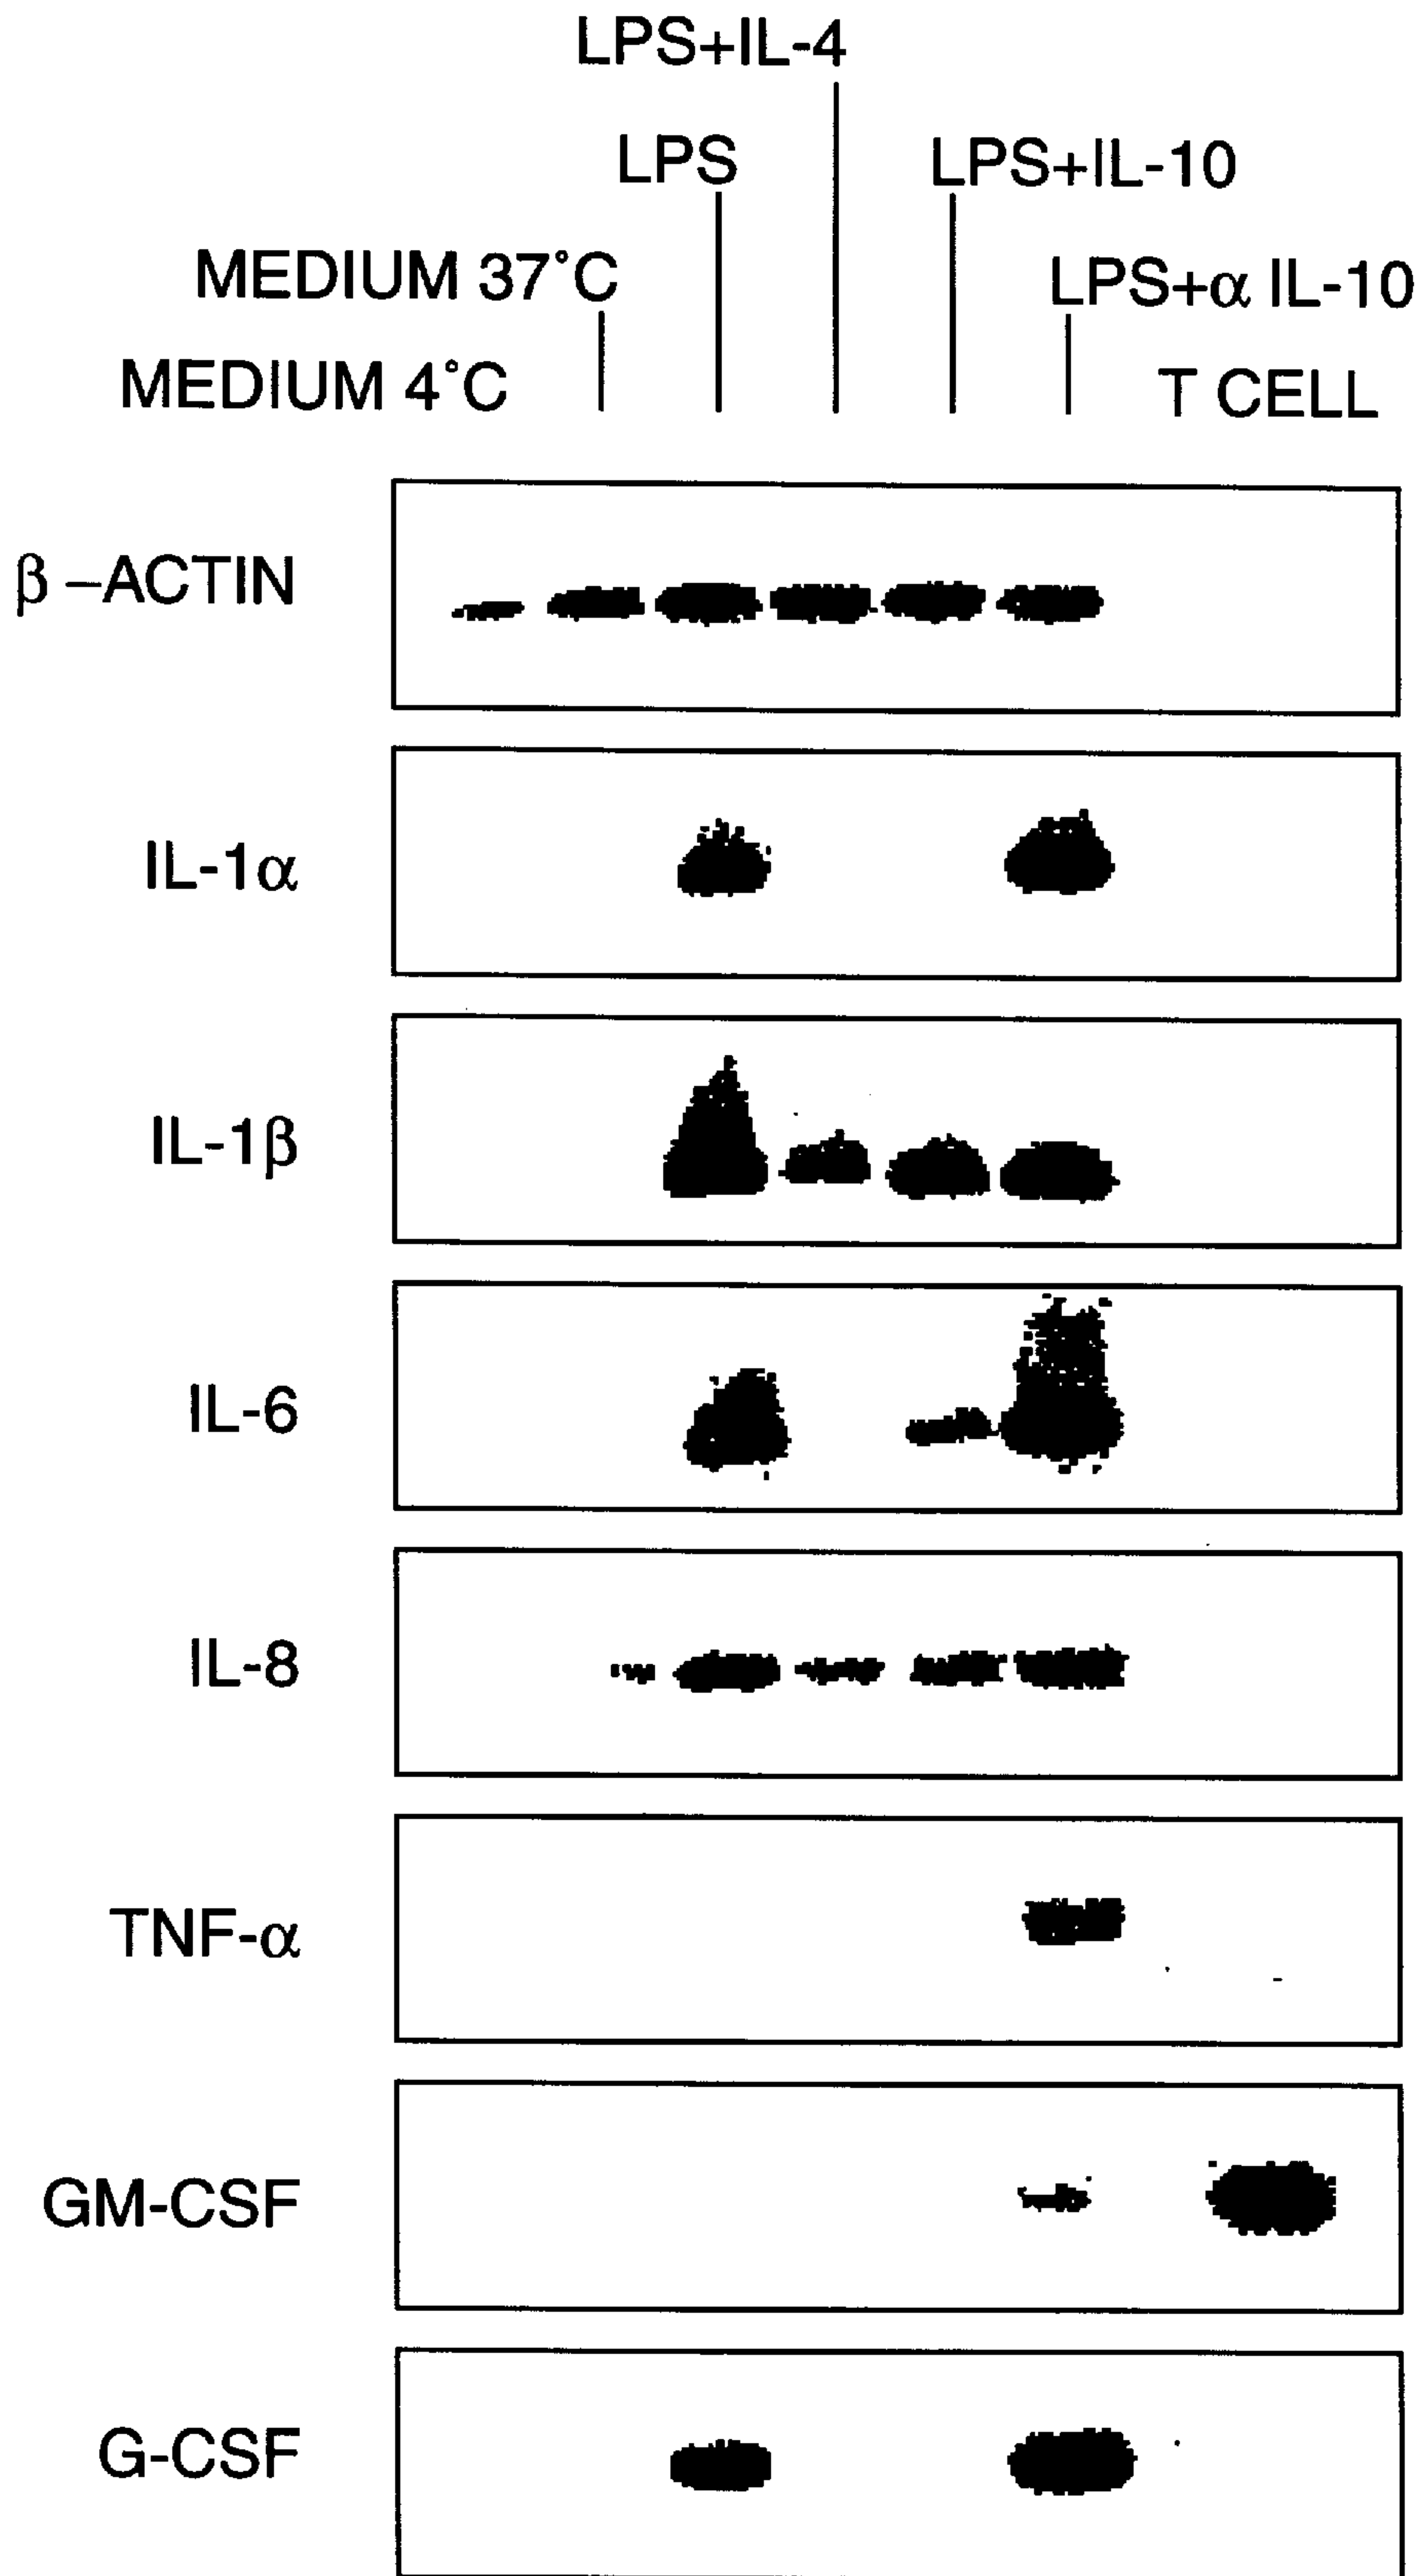 LPS+IL-4
LPS
LPS+IL-10
MEDIUM 37°C
LPS+α IL-10
MEDIUM 4°C
T CELL
β –ACTIN
IL-1α
IL-1β
IL-6
IL-8
TNF-α
GM-CSF
G-CSF